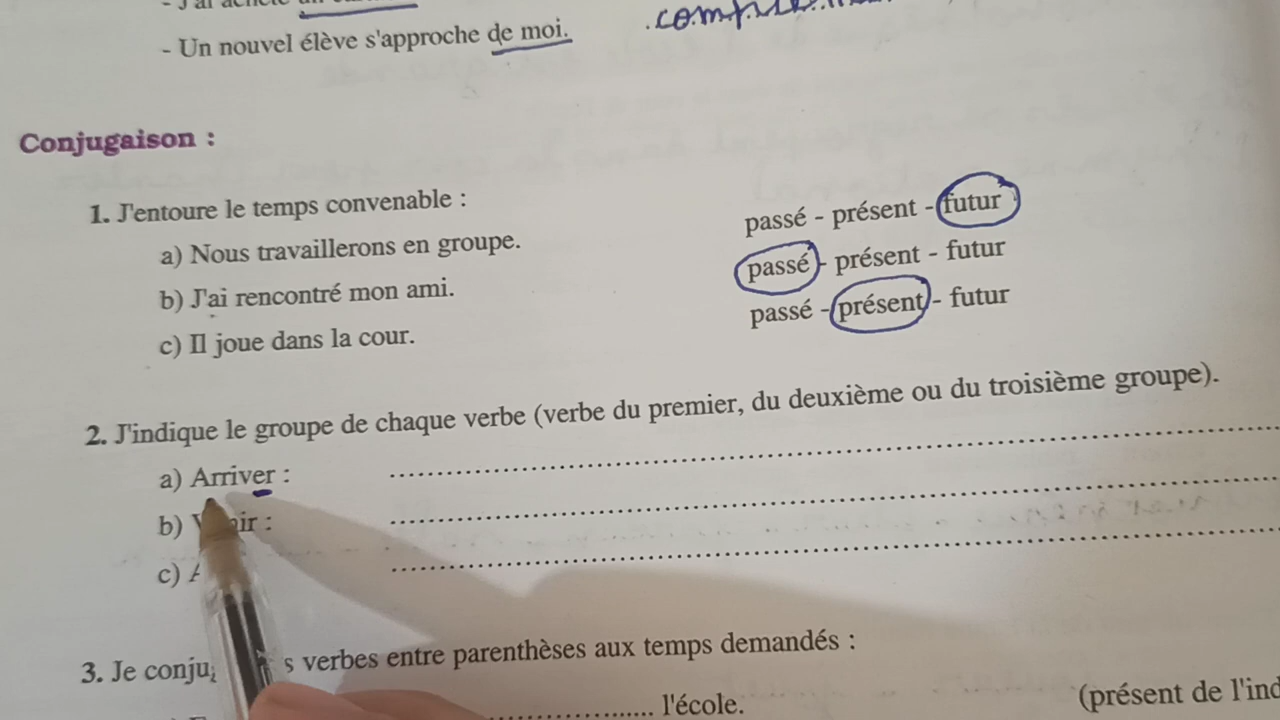 - Un nouvel élève s'approche de moi.
Conjugaison :
1. J'entoure le temps convenable :
a) Nous travaillerons en groupe. passé - présent - futur
b) J'ai rencontré mon ami. passé - présent - futur
c) Il joue dans la cour. passé - présent - futur
2. J'indique le groupe de chaque verbe (verbe du premier, du deuxième ou du troisième groupe).
a) Arriver :
b)
c)
3. Je verbes entre parenthèses aux temps demandés :
l'école. (présent de